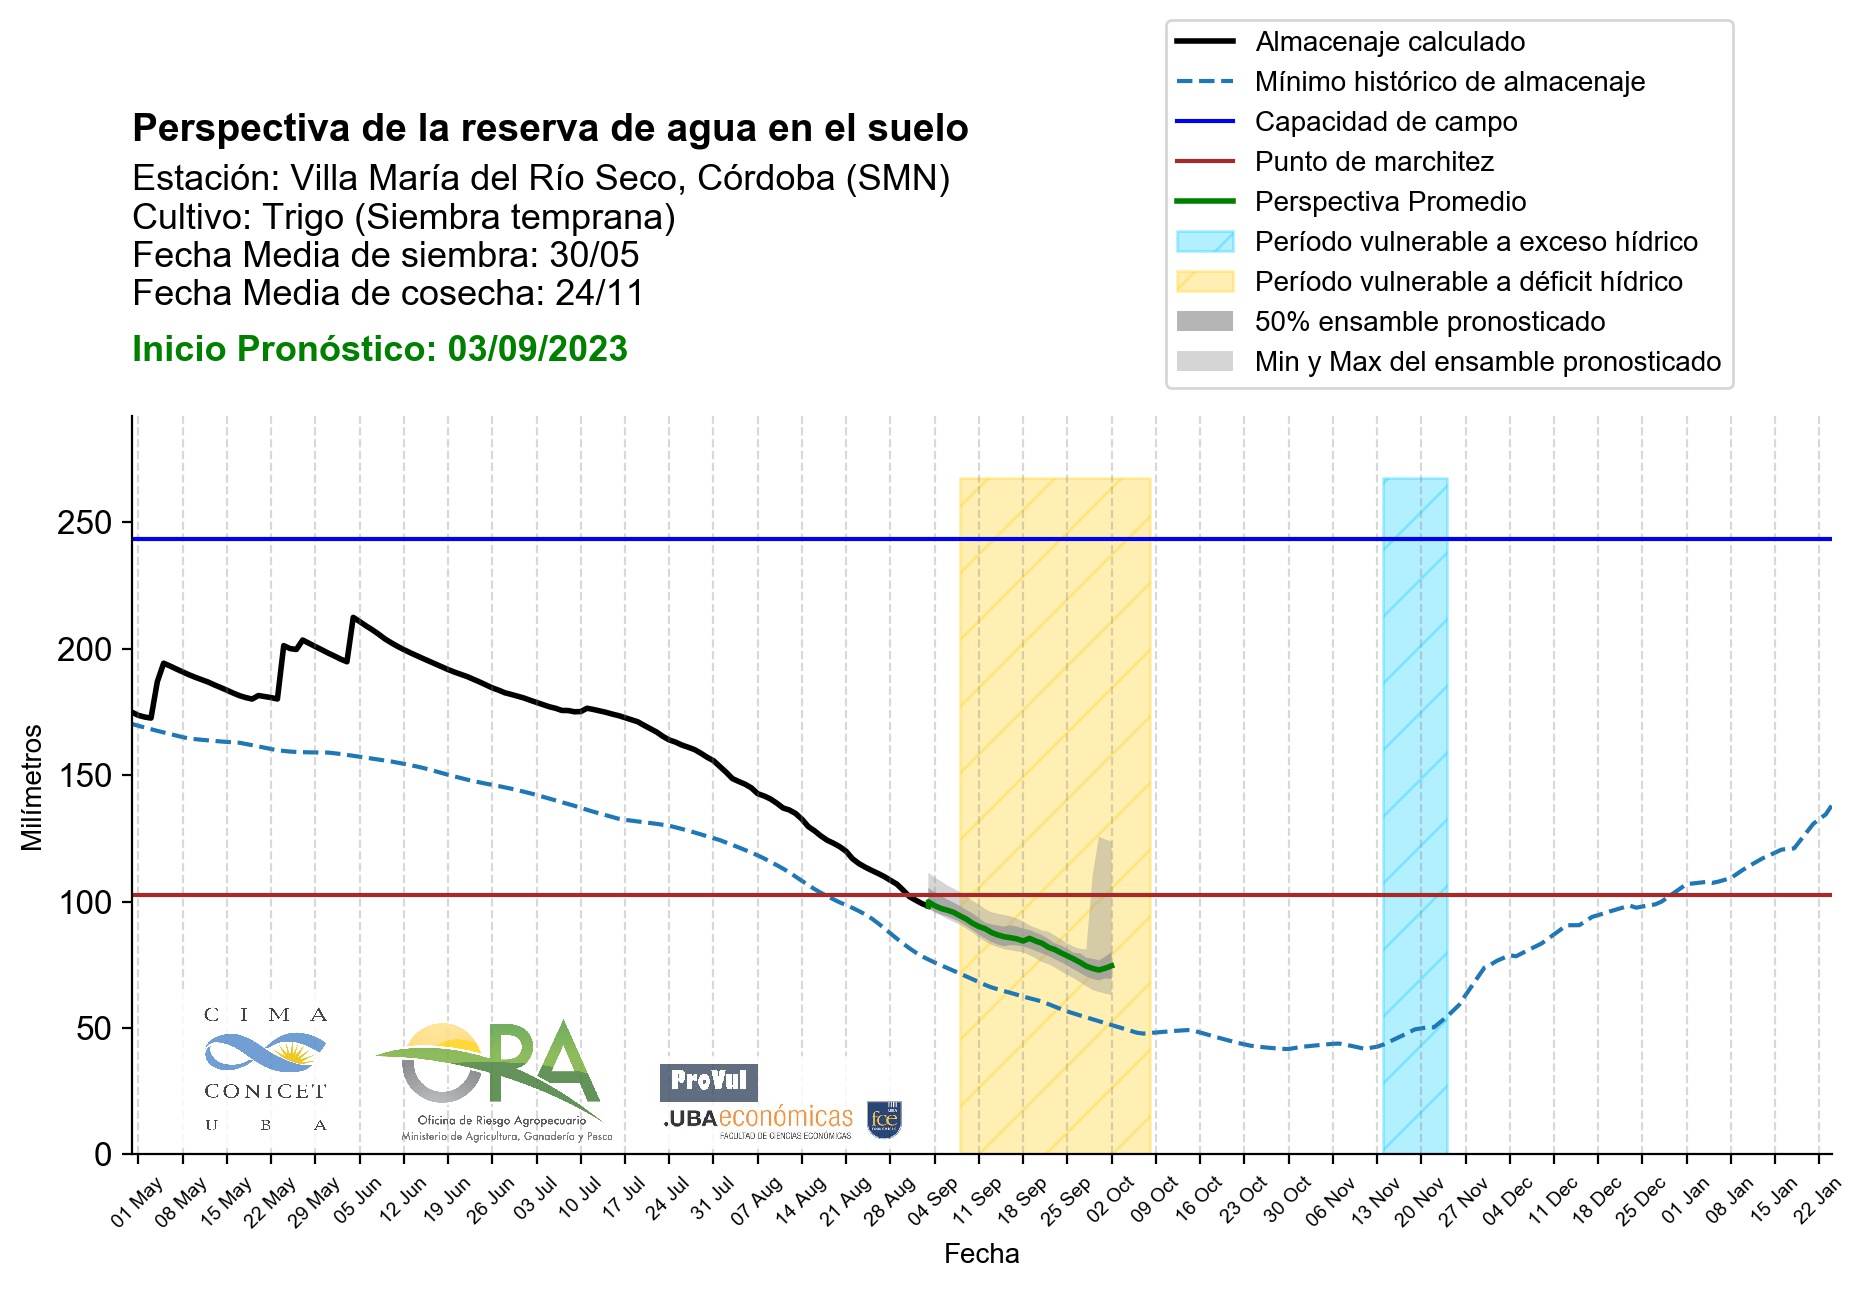 Almacenaje calculado
Mínimo histórico de almacenaje
Capacidad de campo
Punto de marchitez
Perspectiva Promedio
Período vulnerable a exceso hídrico
Período vulnerable a déficit hídrico
50% ensamble pronosticado
Min y Max del ensamble pronosticado
Perspectiva de la reserva de agua en el suelo
Estación: Villa María del Río Seco, Córdoba (SMN)
Cultivo: Trigo (Siembra temprana)
Fecha Media de siembra: 30/05
Fecha Media de cosecha: 24/11
Inicio Pronóstico: 03/09/2023
Milímetros
250
200
150
100
50
0
C I M A
CONICET
U B A
ORA
Oficina de Riesgo Agropecuario
Ministerio de Agricultura, Ganadería y Pesca
ProVul
.UBAeconómicas
FACULTAD DE CIENCIAS ECONÓMICAS
fce
01 May
08 May
15 May
22 May
29 May
05 Jun
12 Jun
19 Jun
26 Jun
03 Jul
10 Jul
17 Jul
24 Jul
31 Jul
07 Aug
14 Aug
21 Aug
28 Aug
04 Sep
11 Sep
18 Sep
25 Sep
02 Oct
09 Oct
16 Oct
23 Oct
30 Oct
06 Nov
13 Nov
20 Nov
27 Nov
04 Dec
11 Dec
18 Dec
25 Dec
01 Jan
08 Jan
15 Jan
22 Jan
Fecha